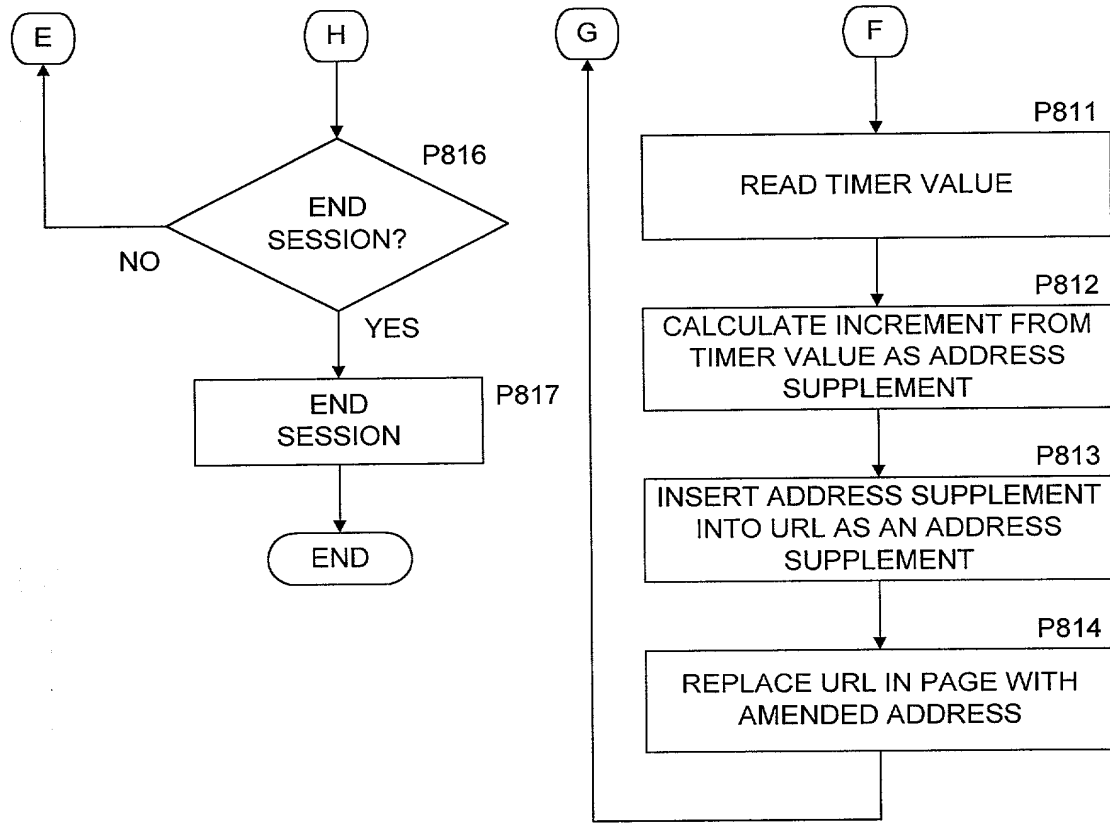 E
H
G
F
P816
END
SESSION?
NO
YES
END
SESSION
P817
END
P811
READ TIMER VALUE
P812
CALCULATE INCREMENT FROM
TIMER VALUE AS ADDRESS
SUPPLEMENT
P813
INSERT ADDRESS SUPPLEMENT
INTO URL AS AN ADDRESS
SUPPLEMENT
P814
REPLACE URL IN PAGE WITH
AMENDED ADDRESS